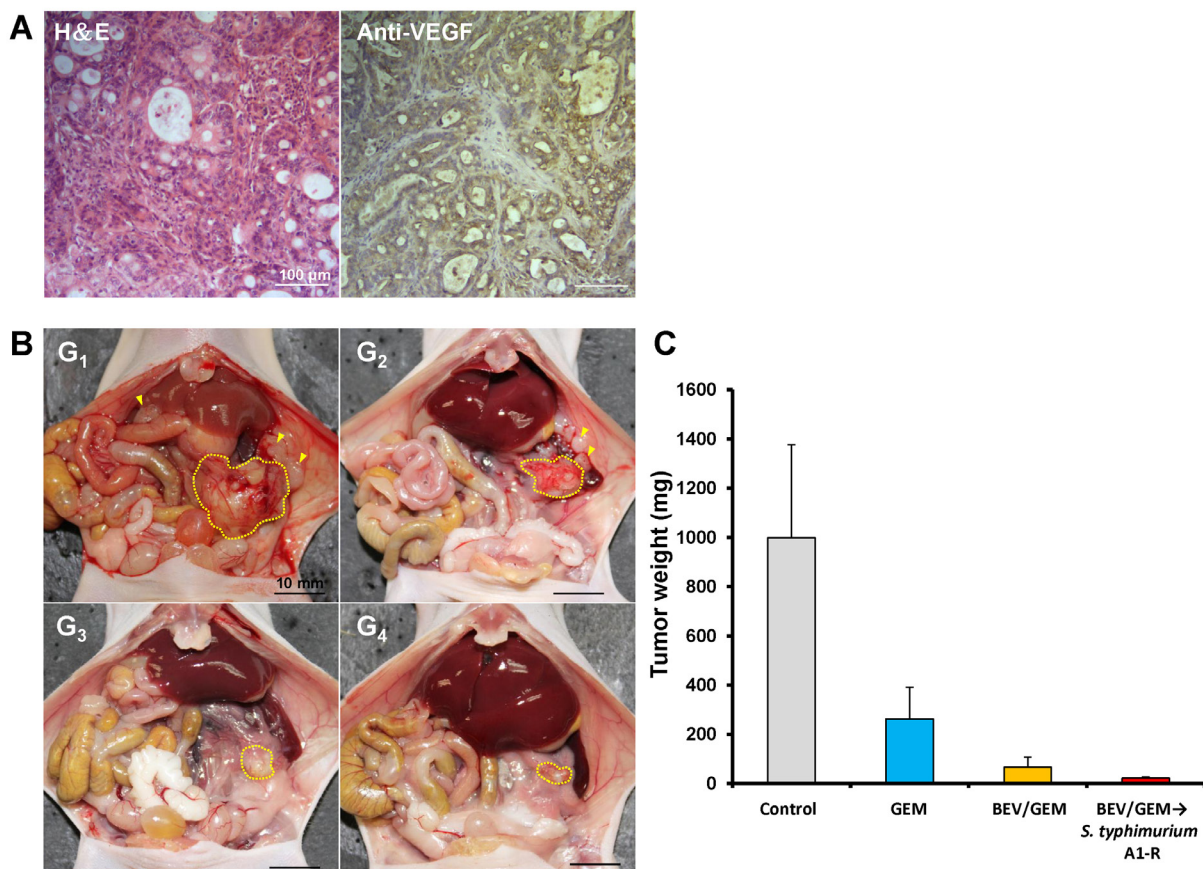 A
H&E
Anti-VEGF
100 μm
B
G1
G2
10 mm
G3
G4
C
Tumor weight (mg)
1600
1400
1200
1000
800
600
400
200
0
Control
GEM
BEV/GEM
BEV/GEM→
S. typhimurium
A1-R